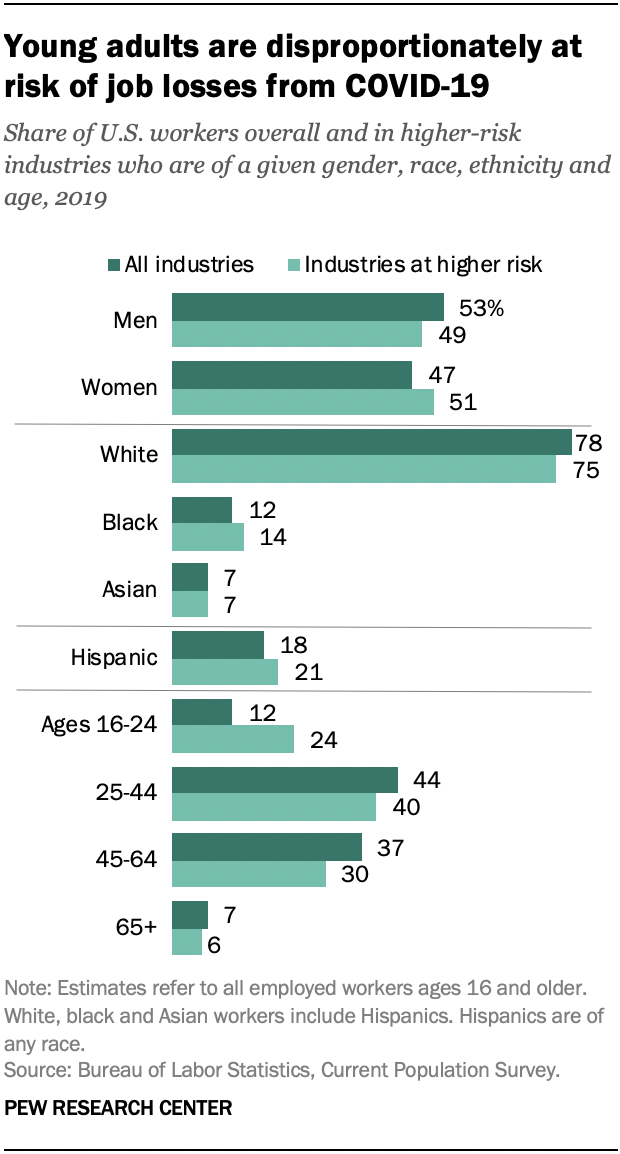 Young adults are disproportionately at
risk of job losses from COVID-19
Share of U.S. workers overall and in higher-risk
industries who are of a given gender, race, ethnicity and
age, 2019
All industries Industries at higher risk
Men 53%
49
Women 47
51
White 78
75
Black 12
14
Asian 7
7
Hispanic 18
21
Ages 16-24 12
24
25-44 44
40
45-64 37
30
65+ 7
6
Note: Estimates refer to all employed workers ages 16 and older.
White, black and Asian workers include Hispanics. Hispanics are of
any race.
Source: Bureau of Labor Statistics, Current Population Survey.
PEW RESEARCH CENTER